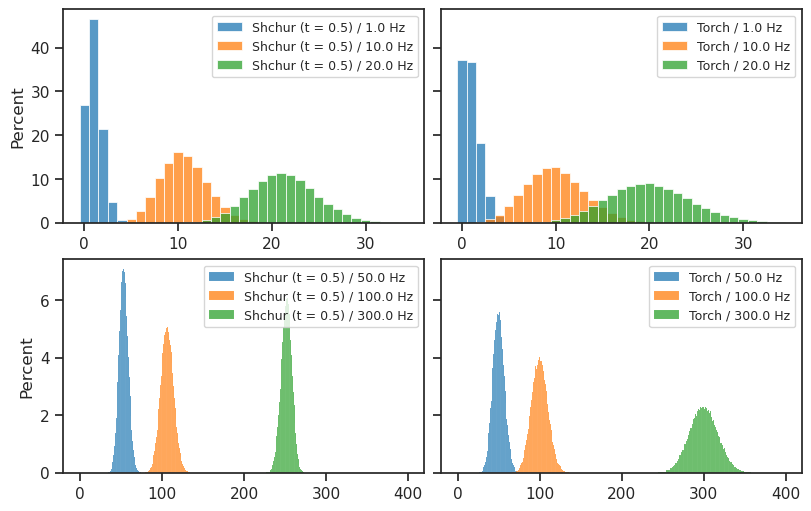 Shchur (t = 0.5) / 1.0 Hz
Shchur (t = 0.5) / 10.0 Hz
Shchur (t = 0.5) / 20.0 Hz
Percent
40
30
20
10
0
0 10 20 30
Torch / 1.0 Hz
Torch / 10.0 Hz
Torch / 20.0 Hz
0 10 20 30
Shchur (t = 0.5) / 50.0 Hz
Shchur (t = 0.5) / 100.0 Hz
Shchur (t = 0.5) / 300.0 Hz
Percent
6
4
2
0
0 100 200 300 400
Torch / 50.0 Hz
Torch / 100.0 Hz
Torch / 300.0 Hz
0 100 200 300 400